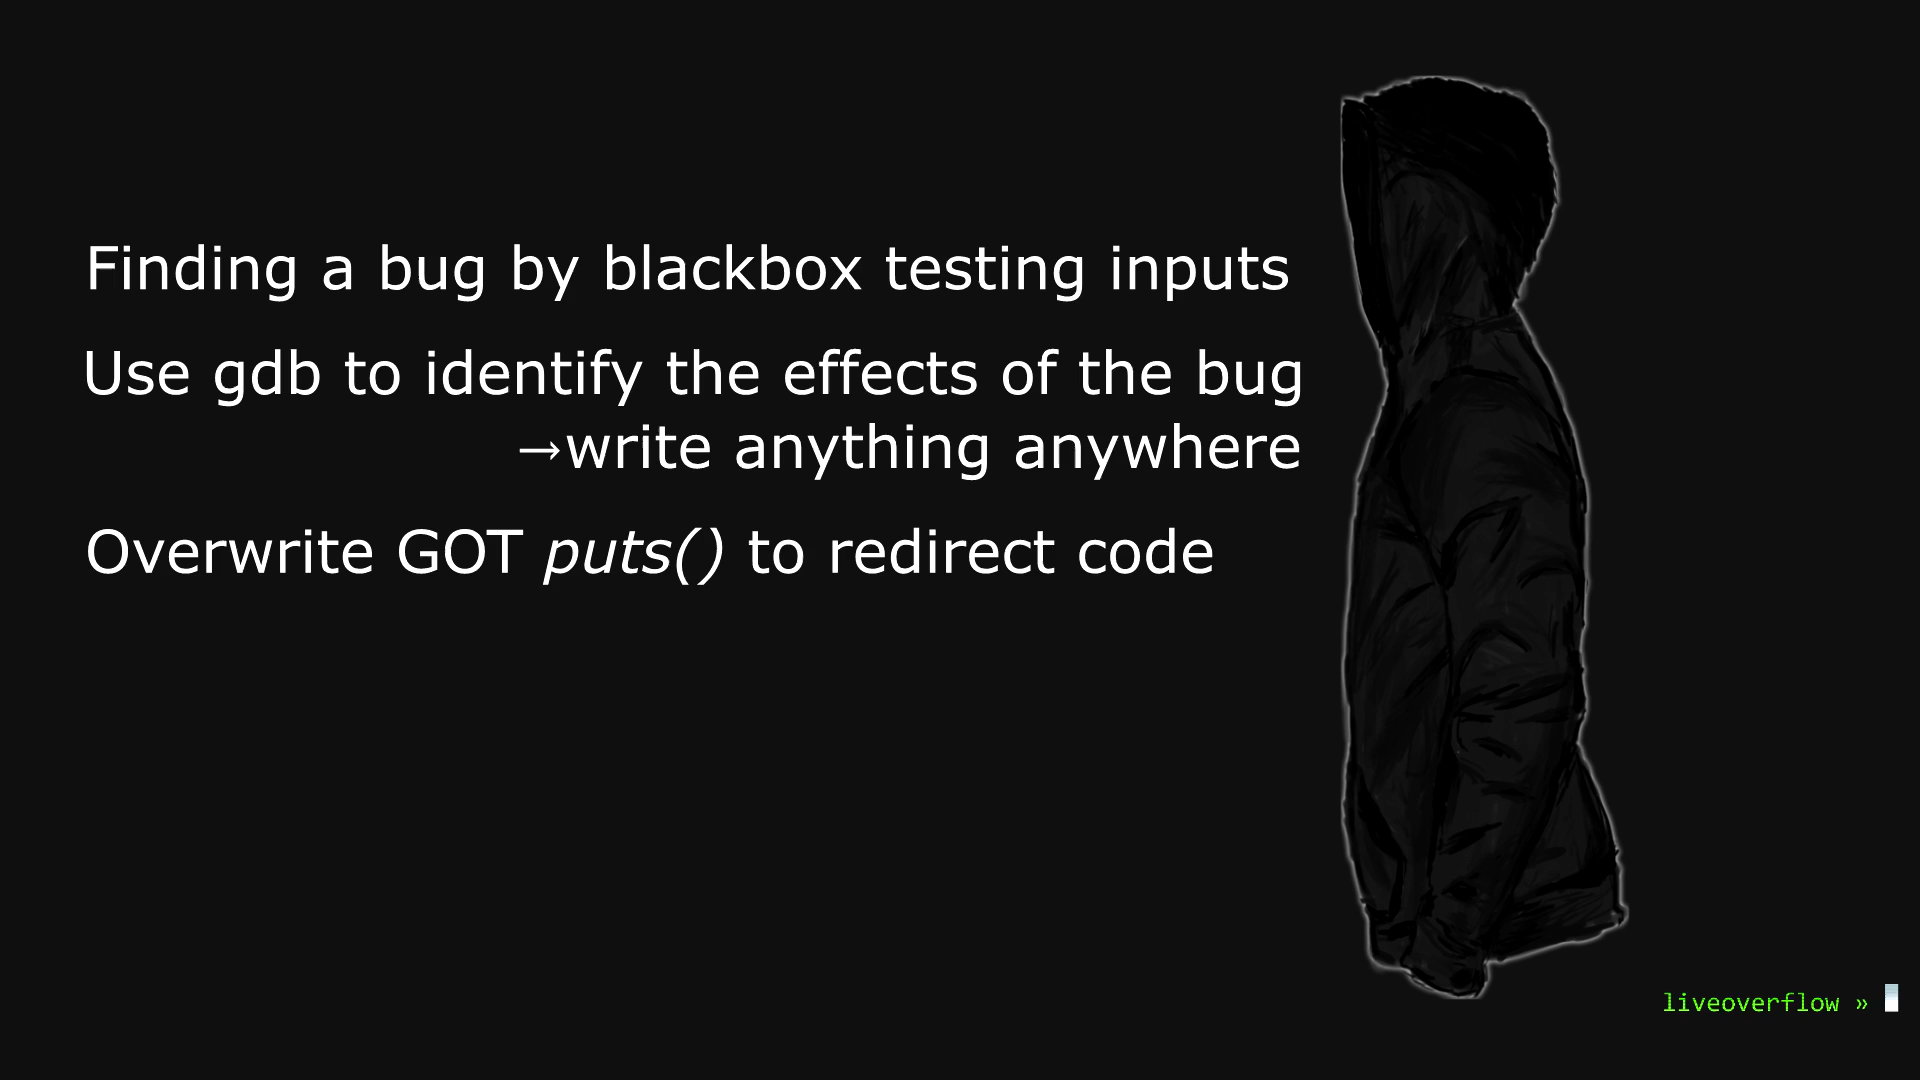 Finding a bug by blackbox testing inputs
Use gdb to identify the effects of the bug
→write anything anywhere
Overwrite GOT puts() to redirect code
liveoverflow »